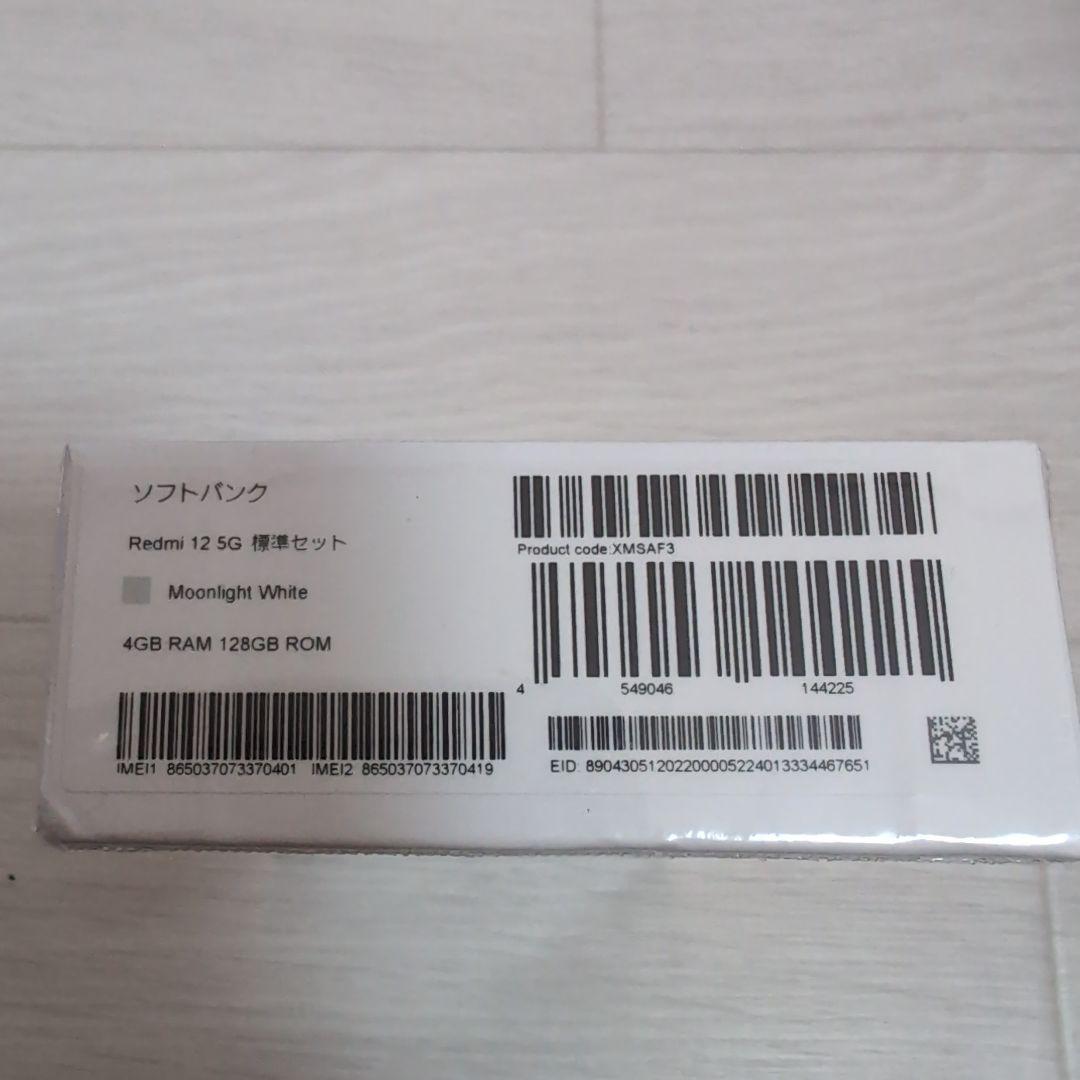 ソフトバンク
Redmi 12 5G 標準セット
Moonlight White
4GB RAM 128GB ROM
IMEI1 865037073370401 IMEI2 865037073370419
Product code:XMSAF3
4 549046 144225
EID: 89043051202200005224013334467651